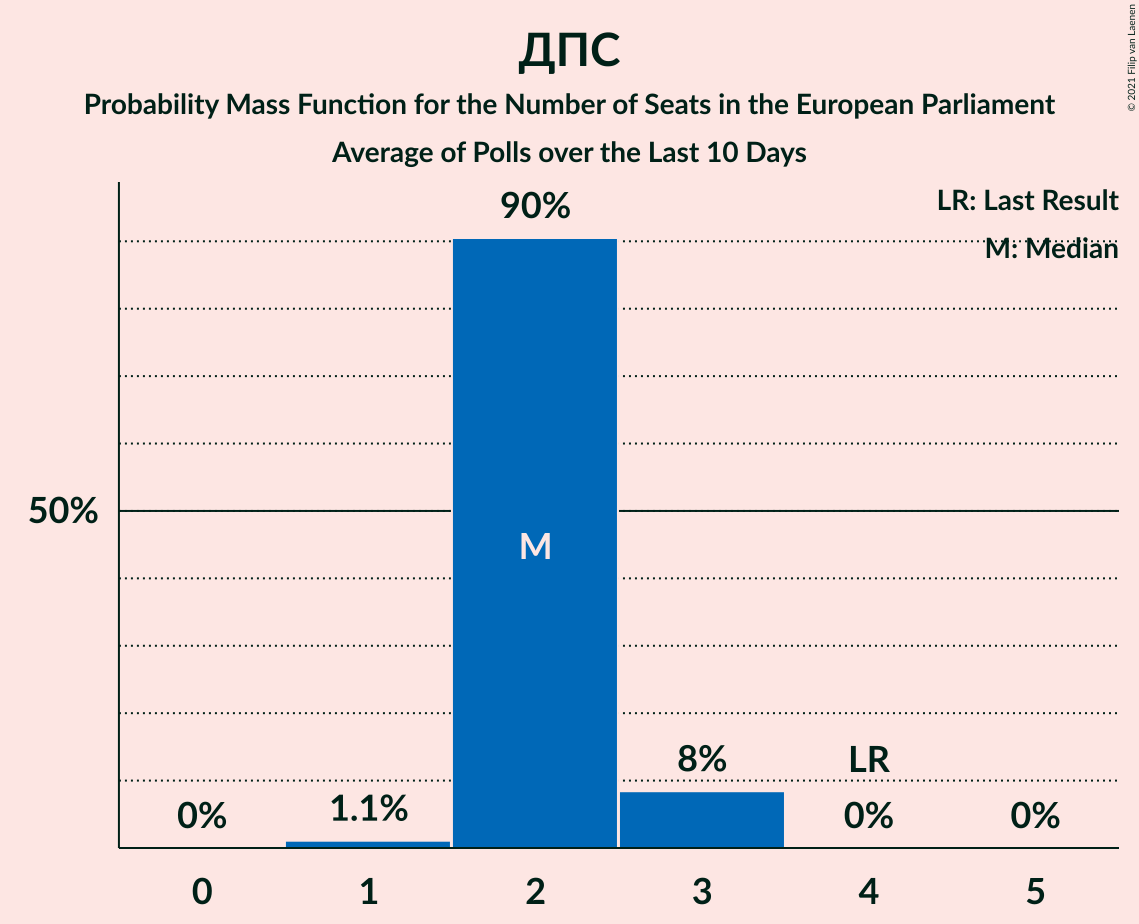 ДПС
Probability Mass Function for the Number of Seats in the European Parliament
Average of Polls over the Last 10 Days
© 2021 Filip van Laenen
LR: Last Result
M: Median
90%
50%
M
8%
LR
0%
1.1%
0%
0%
0 1 2 3 4 5